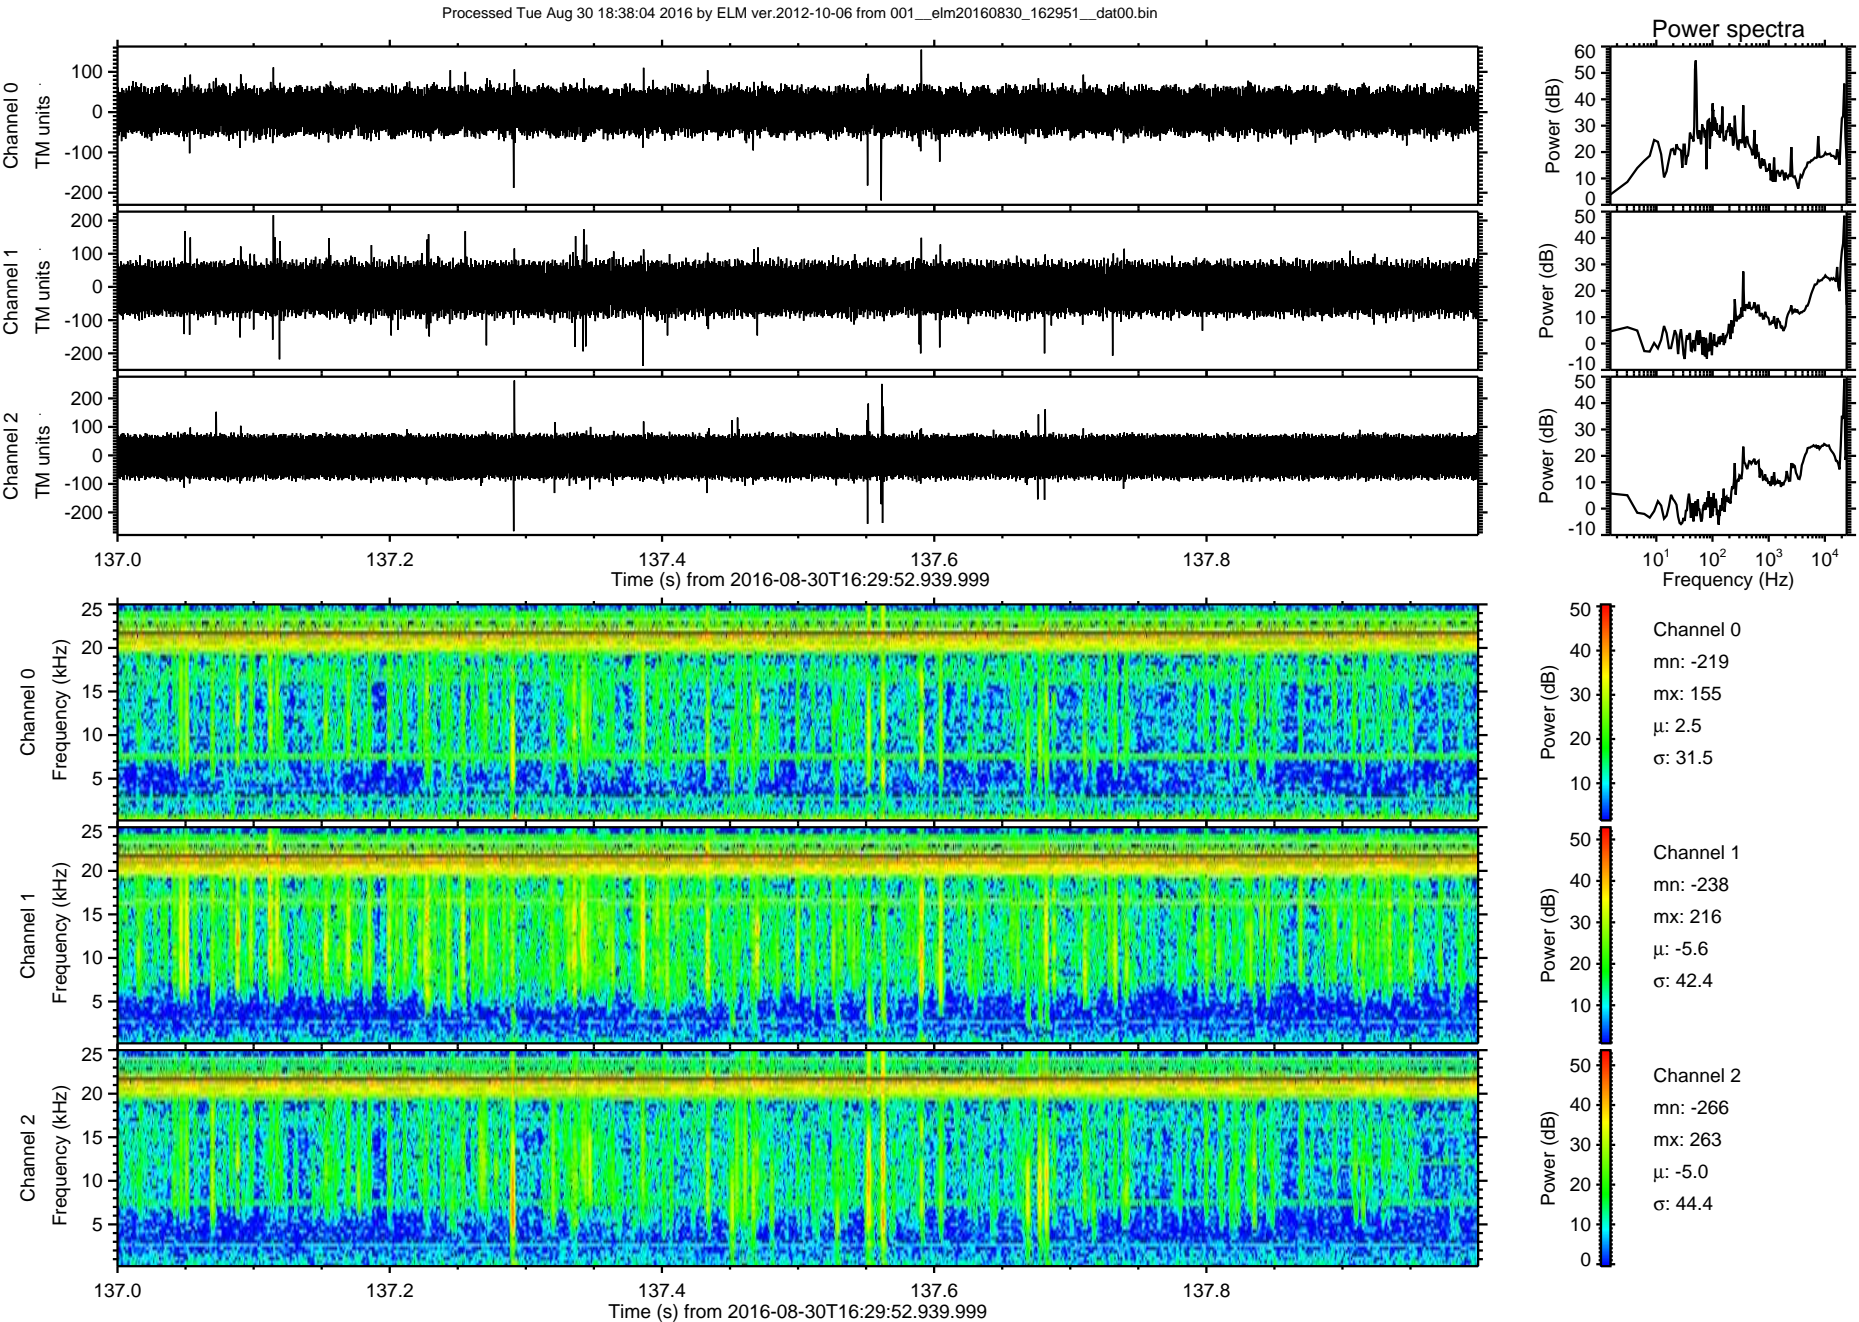 Processed Tue Aug 30 18:38:04 2016 by ELM ver.2012-10-06 from 001__elm20160830_162951__dat00.bin
Power spectra
Channel 0
TM units
100
0
-100
-200
Power (dB)
60
50
40
30
20
10
0
Channel 1
TM units
200
100
0
-100
-200
Power (dB)
50
40
30
20
10
0
-10
Channel 2
TM units
200
100
0
-100
-200
Power (dB)
50
40
30
20
10
0
-10
137.0 137.2 137.4 137.6 137.8
Time (s) from 2016-08-30T16:29:52.939.999
10¹ 10² 10³ 10⁴
Frequency (Hz)
Channel 0
Frequency (kHz)
25
20
15
10
5
Power (dB)
50
40
30
20
10
Channel 0
mn: -219
mx: 155
μ: 2.5
σ: 31.5
Channel 1
Frequency (kHz)
25
20
15
10
5
Power (dB)
50
40
30
20
10
Channel 1
mn: -238
mx: 216
μ: -5.6
σ: 42.4
Channel 2
Frequency (kHz)
25
20
15
10
5
Power (dB)
50
40
30
20
10
0
Channel 2
mn: -266
mx: 263
μ: -5.0
σ: 44.4
137.0 137.2 137.4 137.6 137.8
Time (s) from 2016-08-30T16:29:52.939.999